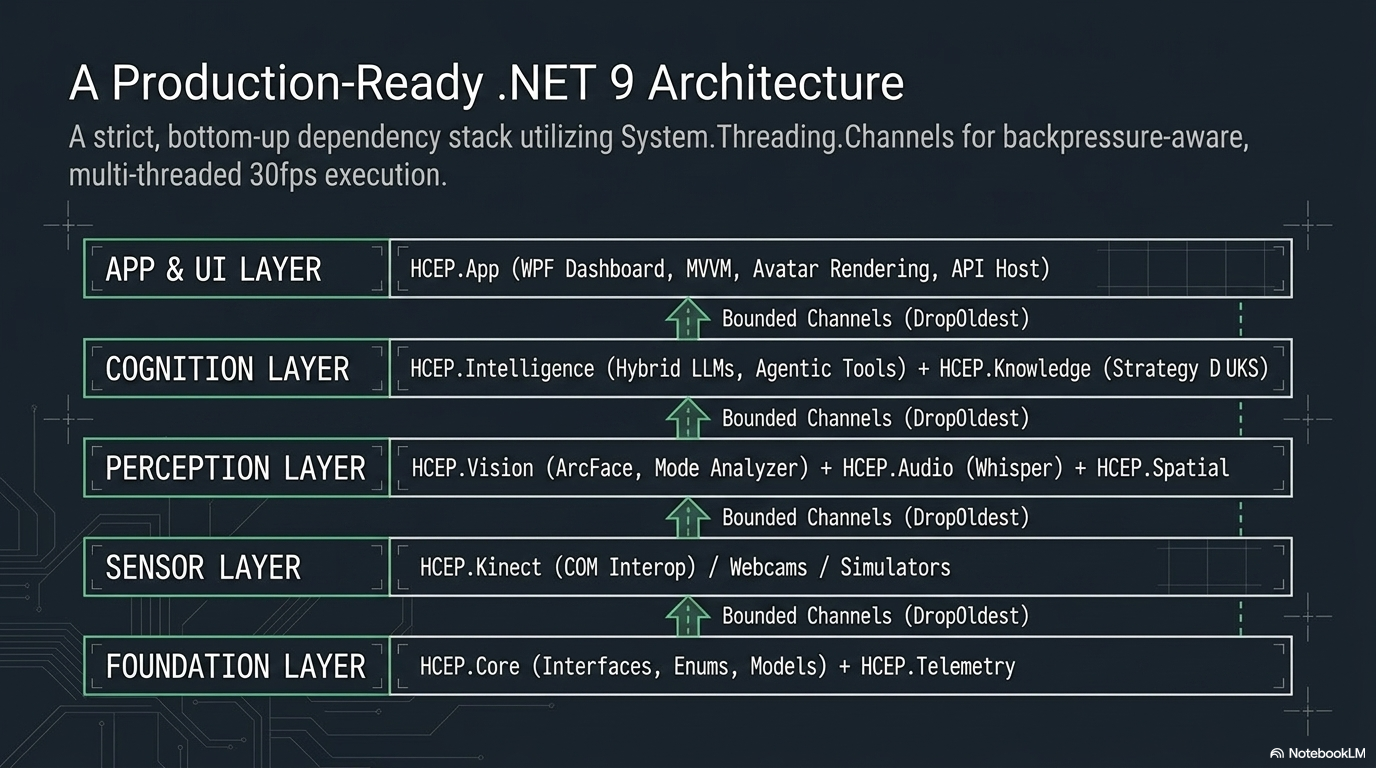 A Production-Ready .NET 9 Architecture
A strict, bottom-up dependency stack utilizing System.Threading.Channels for backpressure-aware,
multi-threaded 30fps execution.
APP & UI LAYER
HCEP.App (WPF Dashboard, MVVM, Avatar Rendering, API Host)
Bounded Channels (DropOldest)
COGNITION LAYER
HCEP.Intelligence (Hybrid LLMs, Agentic Tools) + HCEP.Knowledge (Strategy D UKS)
Bounded Channels (DropOldest)
PERCEPTION LAYER
HCEP.Vision (ArcFace, Mode Analyzer) + HCEP.Audio (Whisper) + HCEP.Spatial
Bounded Channels (DropOldest)
SENSOR LAYER
HCEP.Kinect (COM Interop) / Webcams / Simulators
Bounded Channels (DropOldest)
FOUNDATION LAYER
HCEP.Core (Interfaces, Enums, Models) + HCEP.Telemetry
NotebookLM